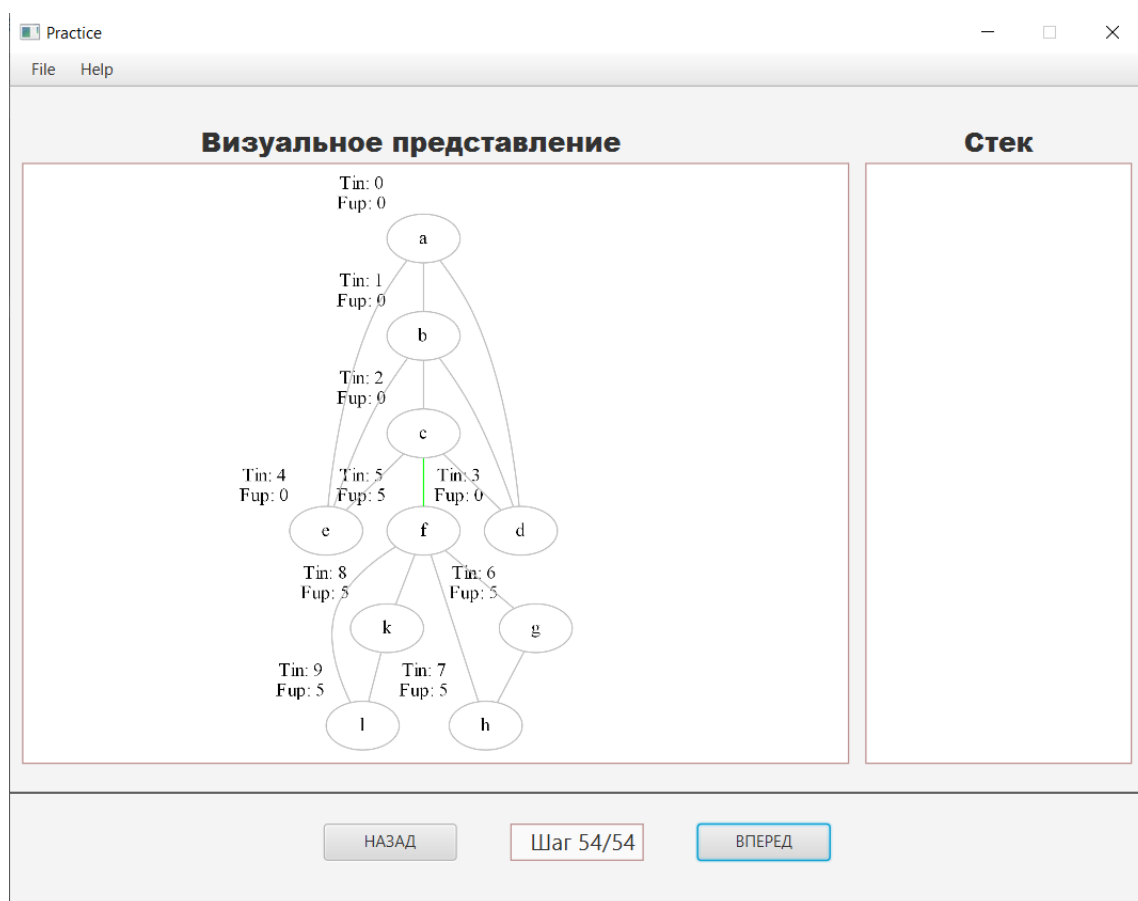 Practice
File Help
Визуальное представление
Стек
Tin: 0
Fup: 0
a
Tin: 1
Fup: 0
b
Tin: 2
Fup: 0
c
Tin: 4 Tin: 5 Tin: 3
Fup: 0 Fup: 5 Fup: 0
e f d
Tin: 8 Tin: 6
Fup: 5 Fup: 5
k g
Tin: 9 Tin: 7
Fup: 5 Fup: 5
l h
НАЗАД
Шаг 54/54
ВПЕРЕД